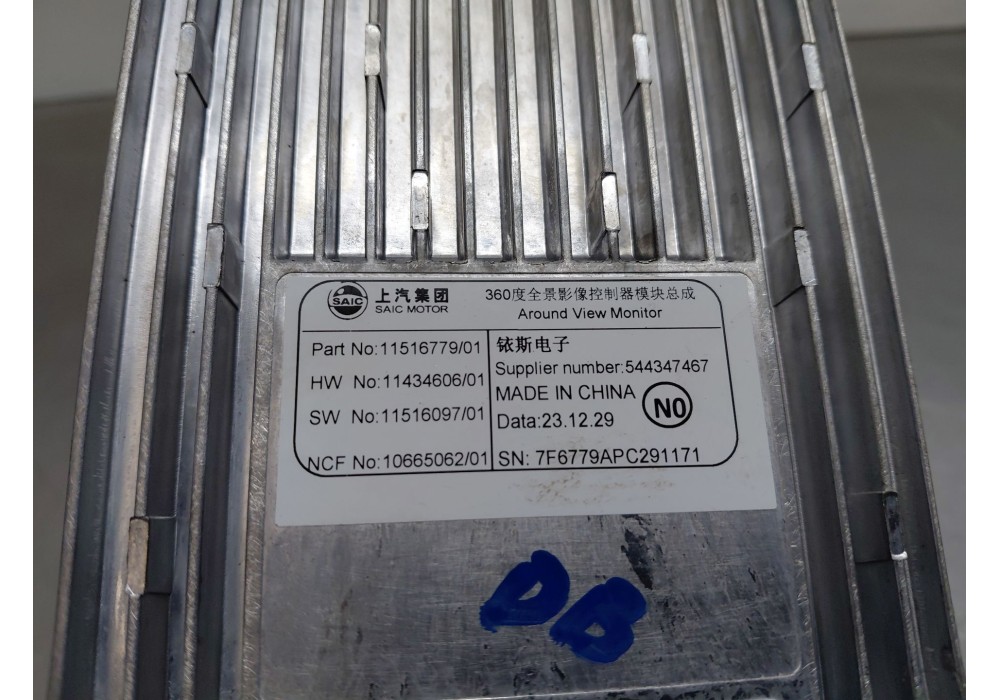 SAIC 上汽集团
SAIC MOTOR
360度全景影像控制器模块总成
Around View Monitor
Part No:11516779/01
HW No:11434606/01
SW No:11516097/01
NCF No:10665062/01
铱斯电子
Supplier number:544347467
MADE IN CHINA
NO
Data:23.12.29
SN: 7F6779APC291171
DB